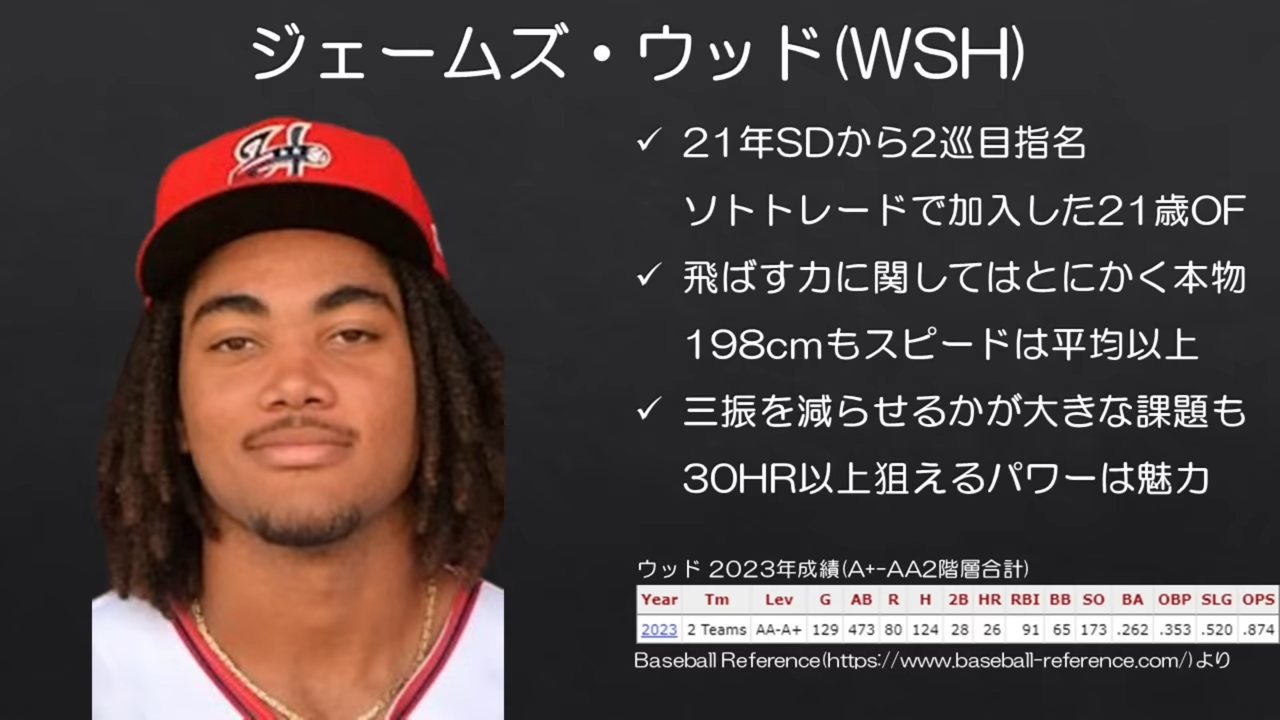 ジェームズ・ウッド(WSH)
✓ 21年SDから2巡目指名
ソトトレードで加入した21歳OF
✓ 飛ばす力に関してはとにかく本物
198cmもスピードは平均以上
✓ 三振を減らせるかが大きな課題も
30HR以上狙えるパワーは魅力
ウッド 2023年成績(A+-AA2階層合計)
Year Tm Lev G AB R H 2B HR RBI BB SO BA OBP SLG OPS
2023 2 Teams AA-A+ 129 473 80 124 28 26 91 65 173 .262 .353 .520 .874
Baseball Reference(https://www.baseball-reference.com/)より